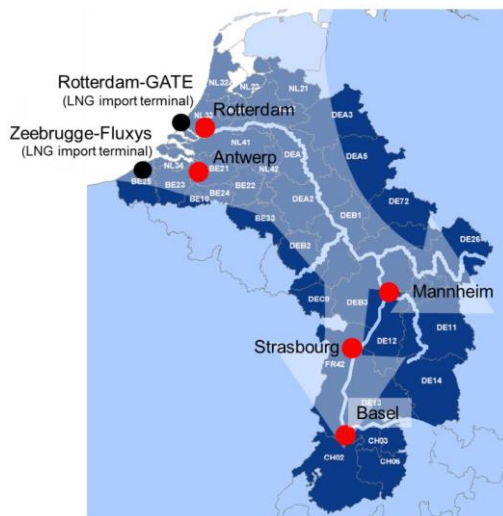 Rotterdam-GATE
(LNG import terminal)
NL32
NL23
NL21
NL33
Rotterdam
Zeebrugge-Fluxys
(LNG import terminal)
DEA3
NL41
Antwerp
NL34
BE21
NL42
DEA1
DEA5
BE25
BE23
BE22
BE24
BE10
DEA2
BE33
DEB1
DE72
DEB2
DE26
DEC0
DEB3
Mannheim
DE12
DE11
Strasbourg
FR42
DE14
DE13
Basel
CH03
CH02
CH06